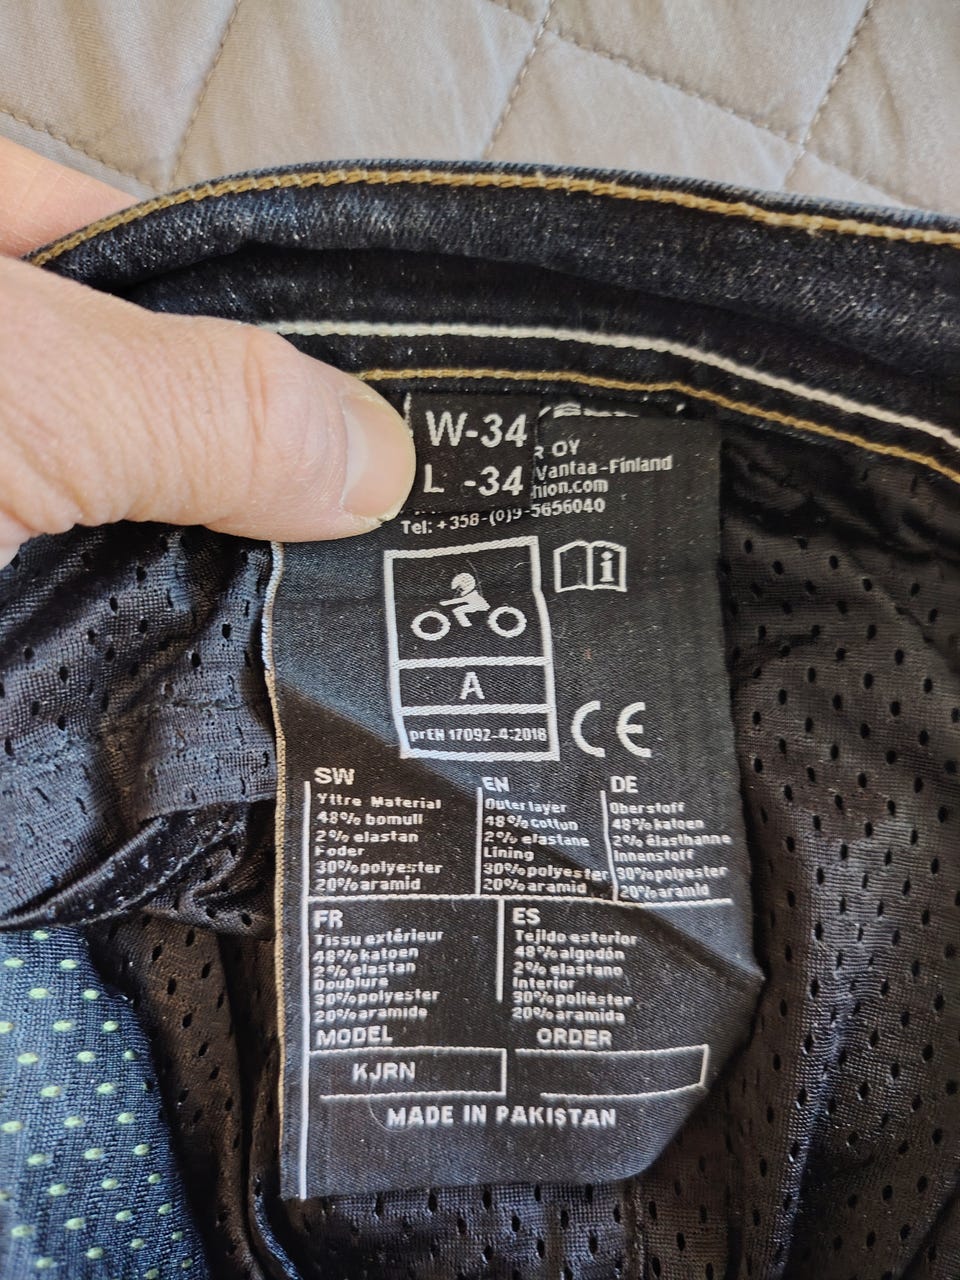 W-34
L -34
R OY
Vantaa-Finland
hion.com
Tel: +358-(0)9-5656040
i
A
prEN 17092-4:2018
CE
SW
Yttre Material
48% bomull
2% elastan
Foder
30%polyester
20%aramid
EN
Outer layer
48% cotton
2% elastane
Lining
30%polyester
20%aramid
DE
Oberstoff
48%katoen
2% élasthanne
Innenstoff
30%polyester
20%aramid
FR
Tissu extérieur
48%katoen
2% elastan
Doublure
30%polyester
20%aramide
ES
Tejido esterior
48%algodón
2% elastano
Interior
30%poliéster
20%aramida
MODEL
KJRN
ORDER
MADE IN PAKISTAN